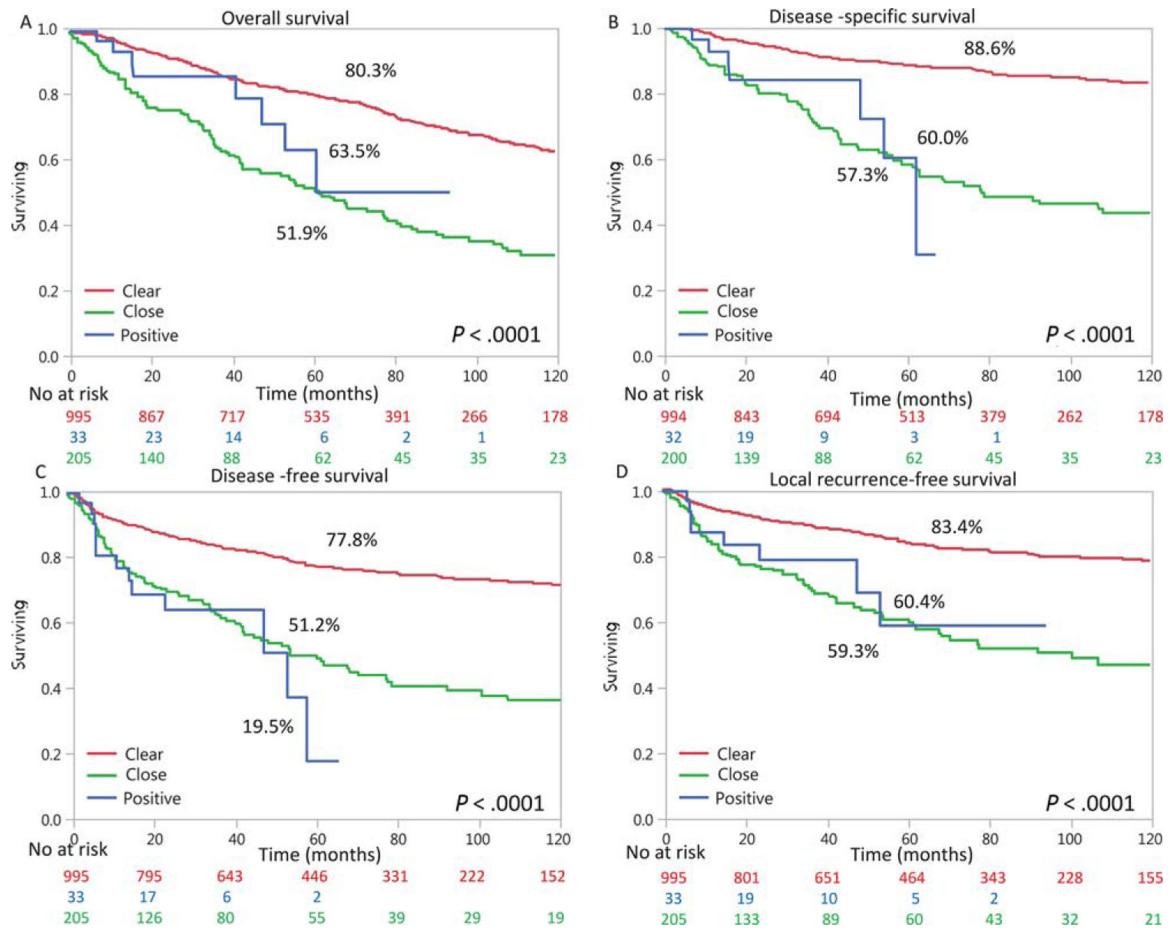 A
Overall survival
1.0
0.8
0.6
0.4
0.2
0.0
Surviving
80.3%
63.5%
51.9%
Clear
Close
Positive
P < .0001
0 20 40 60 80 100 120
Time (months)
No at risk
995 867 717 535 391 266 178
33 23 14 6 2 1
205 140 88 62 45 35 23
B
Disease -specific survival
1.0
0.8
0.6
0.4
0.2
0.0
Surviving
88.6%
60.0%
57.3%
Clear
Close
Positive
P < .0001
0 20 40 60 80 100 120
Time (months)
No at risk
994 843 694 513 379 262 178
32 19 9 3 1
200 139 88 62 45 35 23
C
Disease -free survival
1.0
0.8
0.6
0.4
0.2
0.0
Surviving
77.8%
51.2%
19.5%
Clear
Close
Positive
P < .0001
0 20 40 60 80 100 120
Time (months)
No at risk
995 795 643 446 331 222 152
33 17 6 2
205 126 80 55 39 29 19
D
Local recurrence-free survival
1.0
0.8
0.6
0.4
0.2
0.0
Surviving
83.4%
60.4%
59.3%
Clear
Close
Positive
P < .0001
0 20 40 60 80 100 120
Time (months)
No at risk
995 801 651 464 343 228 155
33 19 10 5 2
205 133 89 60 43 32 21